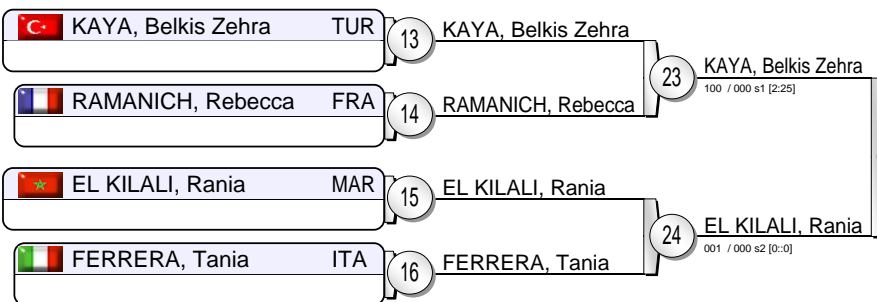 KAYA, Belkis Zehra TUR
13
KAYA, Belkis Zehra
RAMANICH, Rebecca FRA
14
RAMANICH, Rebecca
23
KAYA, Belkis Zehra
100 / 000 s1 [2:25]
EL KILALI, Rania MAR
15
EL KILALI, Rania
FERRERA, Tania ITA
16
FERRERA, Tania
24
EL KILALI, Rania
001 / 000 s2 [0::0]